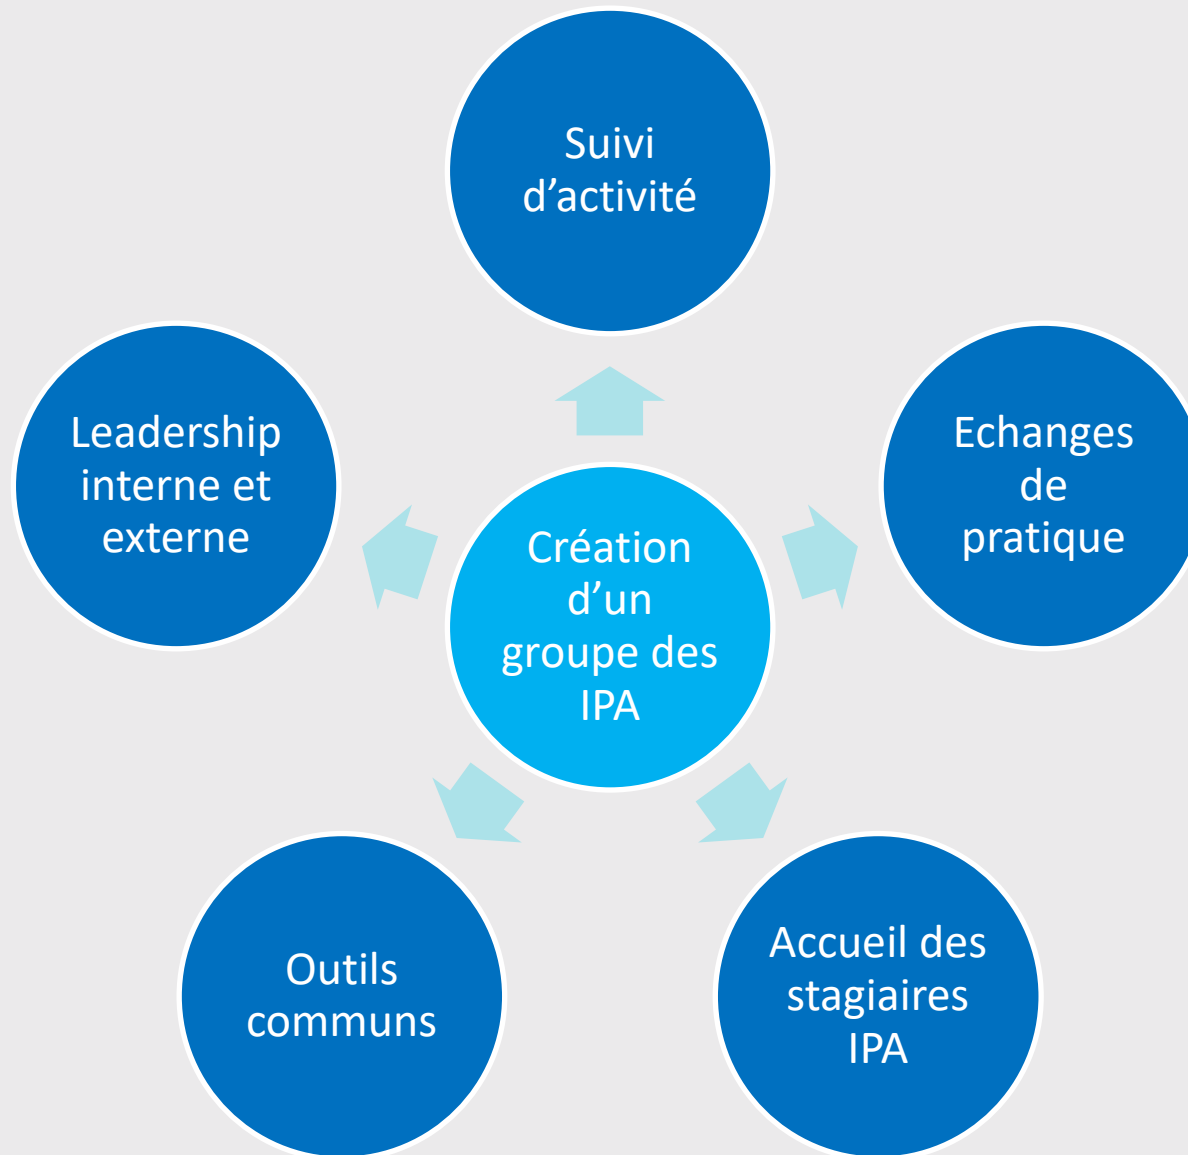 Suivi
d’activité
Leadership
interne et
externe
Echanges
de
pratique
Création
d’un
groupe des
IPA
Outils
communs
Accueil des
stagiaires
IPA